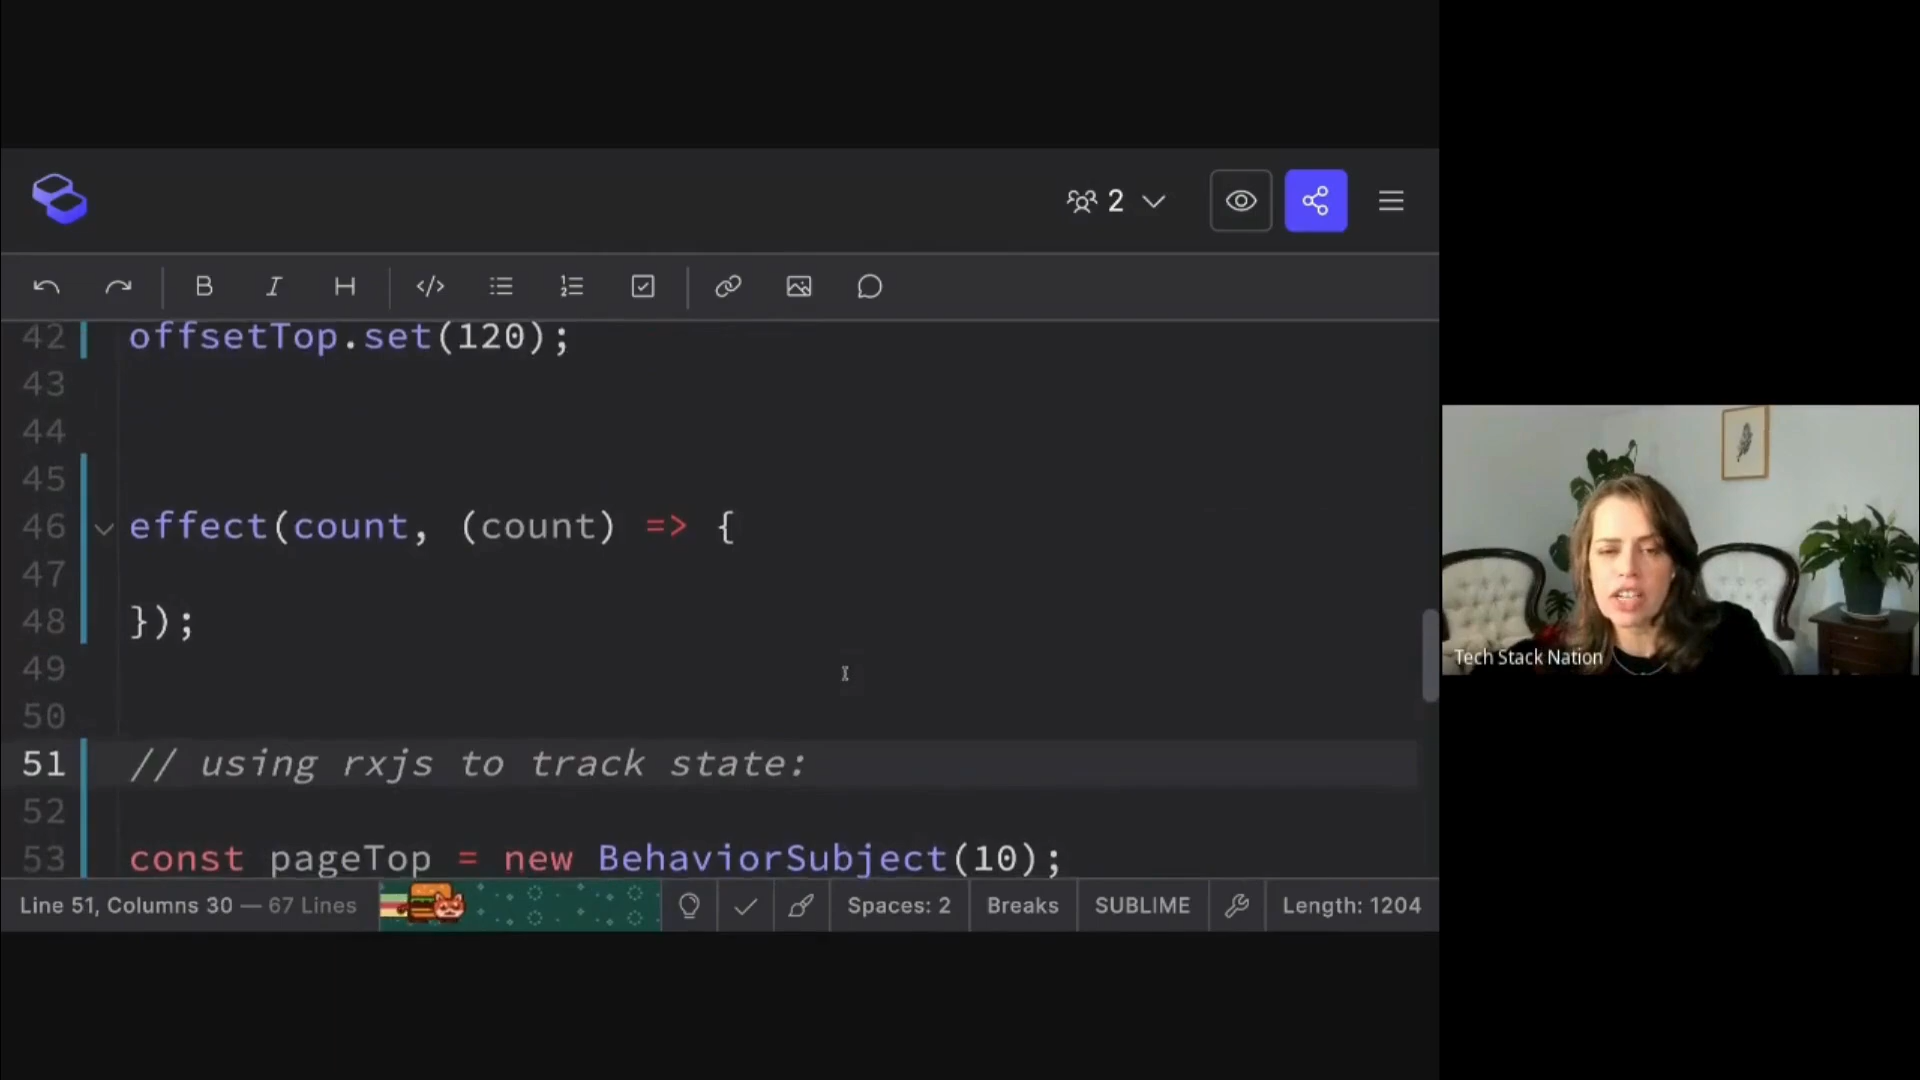 2
B I H
42 offsetTop.set(120);
43
44
45
46 effect(count, (count) => {
47
48 });
49
50
51 // using rxjs to track state:
52
53 const pageTop = new BehaviorSubject(10);
Line 51, Columns 30 — 67 Lines
Spaces: 2
Breaks
SUBLIME
Length: 1204
Tech Stack Nation